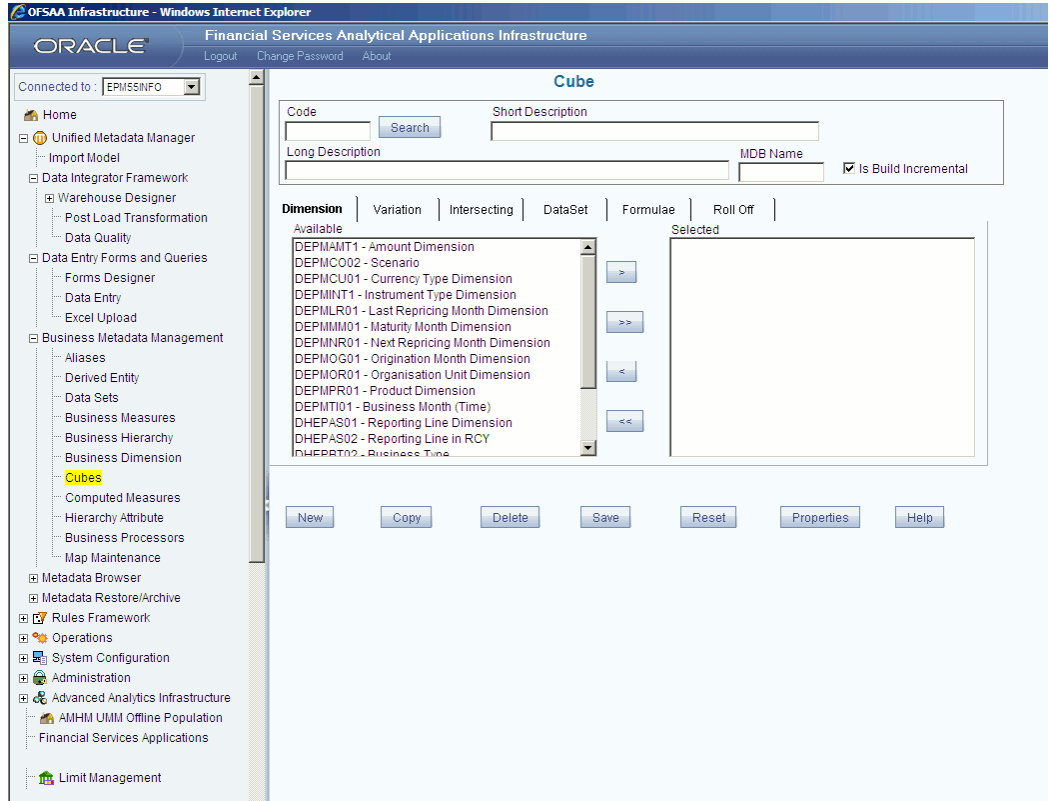 OFSAA Infrastructure - Windows Internet Explorer
ORACLE
Financial Services Analytical Applications Infrastructure
Logout Change Password About
Connected to : EPM55INFO
Home
Unified Metadata Manager
Import Model
Data Integrator Framework
Warehouse Designer
Post Load Transformation
Data Quality
Data Entry Forms and Queries
Forms Designer
Data Entry
Excel Upload
Business Metadata Management
Aliases
Derived Entity
Data Sets
Business Measures
Business Hierarchy
Business Dimension
Cubes
Computed Measures
Hierarchy Attribute
Business Processors
Map Maintenance
Metadata Browser
Metadata Restore/Archive
Rules Framework
Operations
System Configuration
Administration
Advanced Analytics Infrastructure
AMHM UMM Offline Population
Financial Services Applications
Limit Management
Cube
Code Short Description
Search
Long Description MDB Name
Is Build Incremental
Dimension Variation Intersecting DataSet Formulae Roll Off
Available Selected
DEPMAMT1 - Amount Dimension
DEPMCO02 - Scenario
DEPMCU01 - Currency Type Dimension
DEPMINT1 - Instrument Type Dimension
DEPMLR01 - Last Repricing Month Dimension
DEPMMM01 - Maturity Month Dimension
DEPMNR01 - Next Repricing Month Dimension
DEPMOG01 - Origination Month Dimension
DEPMOR01 - Organisation Unit Dimension
DEPMPR01 - Product Dimension
DEPMTI01 - Business Month (Time)
DHEPAS01 - Reporting Line Dimension
DHEPAS02 - Reporting Line in RCY
DHEPBT02 - Business Type
>
>>
<
<<
New Copy Delete Save Reset Properties Help